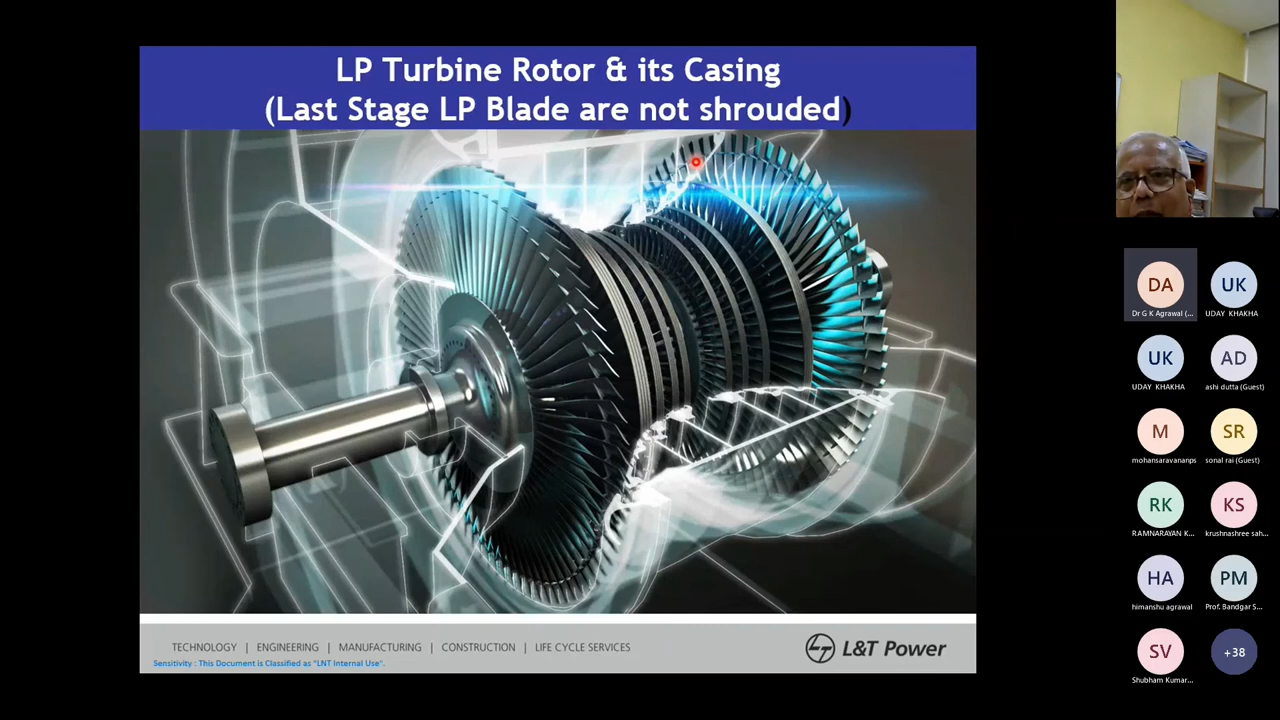 LP Turbine Rotor & its Casing
(Last Stage LP Blade are not shrouded)
TECHNOLOGY | ENGINEERING | MANUFACTURING | CONSTRUCTION | LIFE CYCLE SERVICES
Sensitivity : This Document is Classified as "LNT Internal Use".
L&T Power
DA
UK
Dr G K Agrawal (...
UDAY KHAKHA
UK
AD
UDAY KHAKHA
ashi dutta (Guest)
M
SR
mohansaravananps
sonal rai (Guest)
RK
KS
RAMNARAYAN K...
krushnashree sah...
HA
PM
himanshu agrawal
Prof. Bandgar S...
SV
+38
Shubham Kumar...